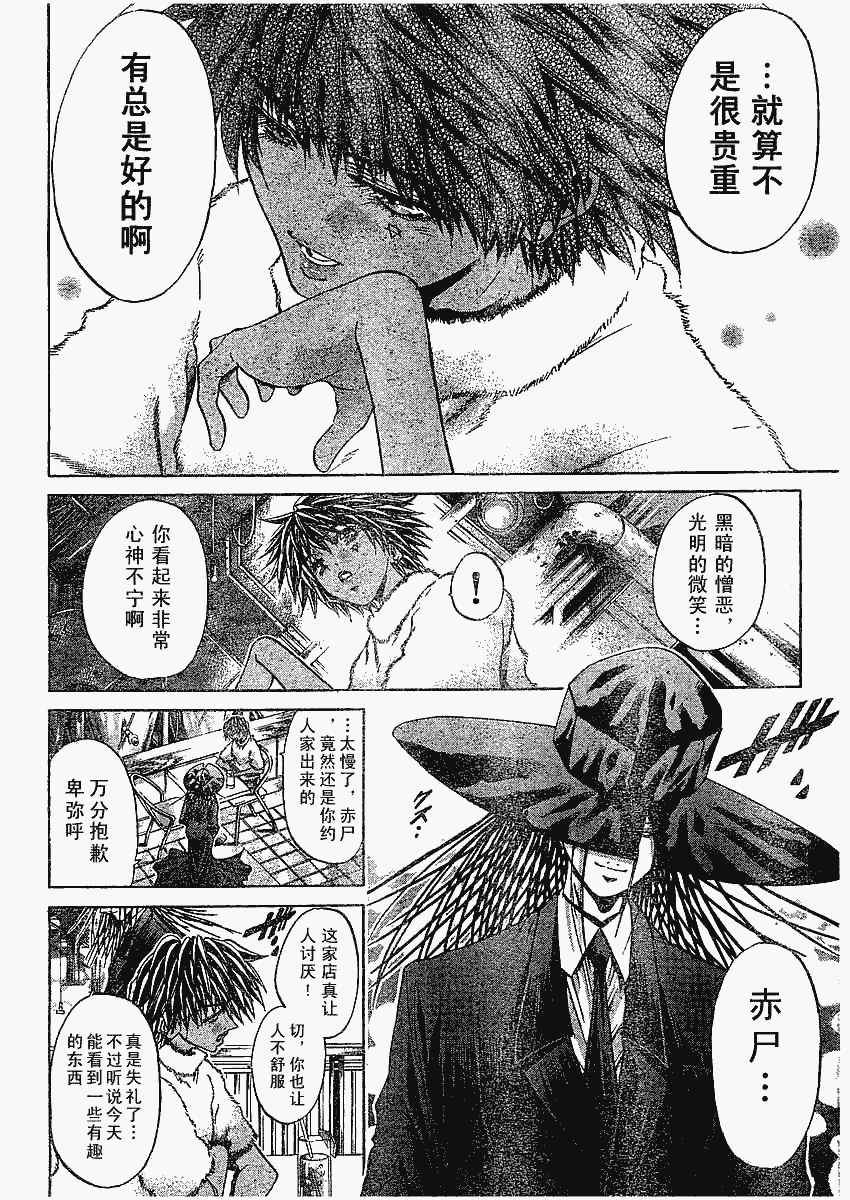 …就算不
是很贵重
有总是好的啊
黑暗的憎恶，
光明的微笑…
！
你看起来非常
心神不宁啊
赤尸…
…太慢了，赤尸
，竟然还是你约
人家出来的
万分抱歉
卑弥呼
这家店真让
人讨厌！
切，你也让
人不舒服
真是失礼了…
不过听说今天
能看到一些有趣
的东西